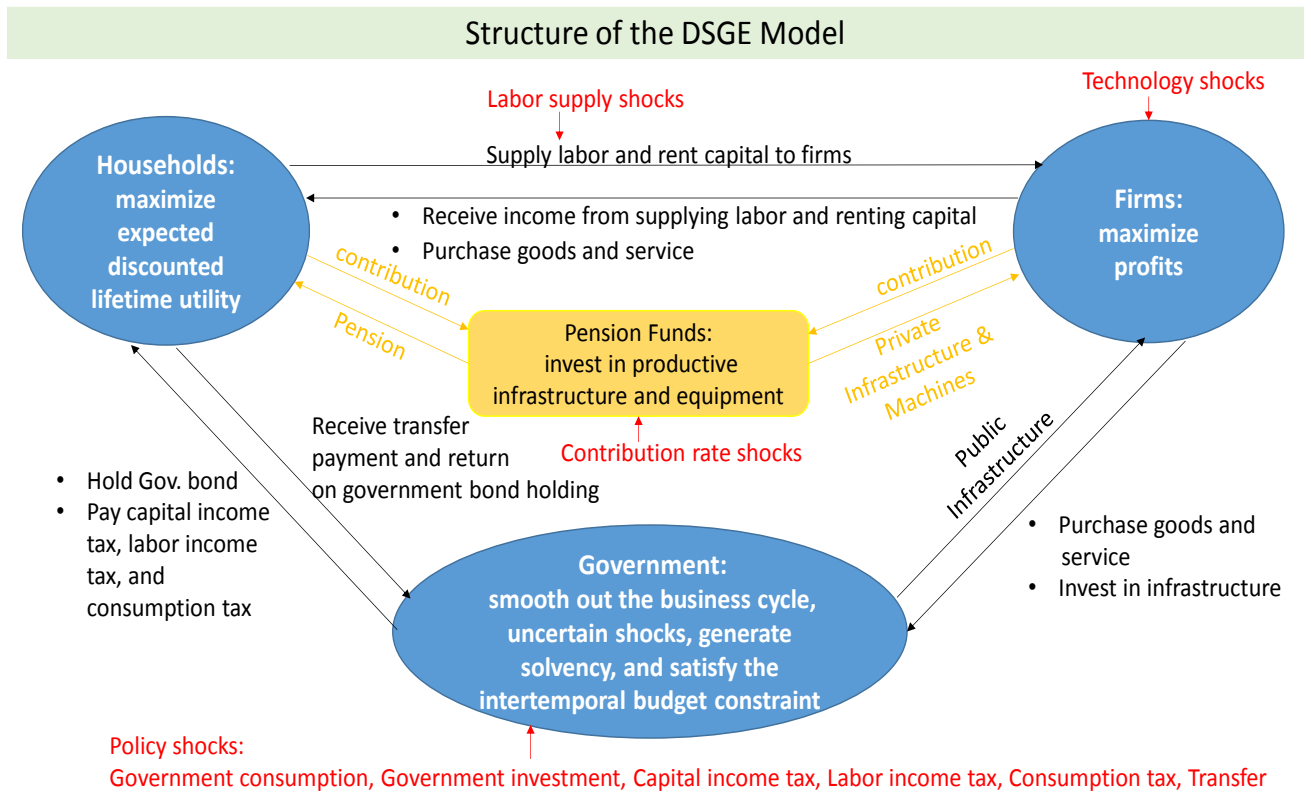 Structure of the DSGE Model
Labor supply shocks
Technology shocks
Households:
maximize
expected
discounted
lifetime utility
Supply labor and rent capital to firms
• Receive income from supplying labor and renting capital
• Purchase goods and service
Firms:
maximize
profits
contribution
Pension
contribution
Private
Infrastructure &
Machines
Pension Funds:
invest in productive
infrastructure and equipment
Contribution rate shocks
Receive transfer
payment and return
on government bond holding
• Hold Gov. bond
• Pay capital income
tax, labor income
tax, and
consumption tax
Public
Infrastructure
• Purchase goods and
service
• Invest in infrastructure
Government:
smooth out the business cycle,
uncertain shocks, generate
solvency, and satisfy the
intertemporal budget constraint
Policy shocks:
Government consumption, Government investment, Capital income tax, Labor income tax, Consumption tax, Transfer